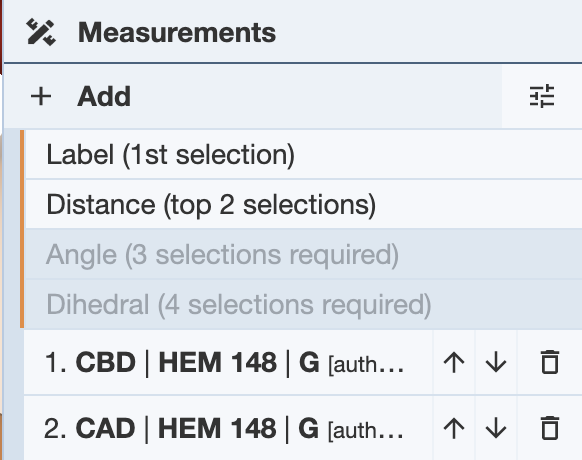 Measurements
Add
Label (1st selection)
Distance (top 2 selections)
Angle (3 selections required)
Dihedral (4 selections required)
1. CBD | HEM 148 | G [auth…
2. CAD | HEM 148 | G [auth…